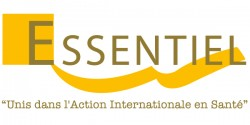 ESSENTIEL
"Unis dans l'Action Internationale en Santé"